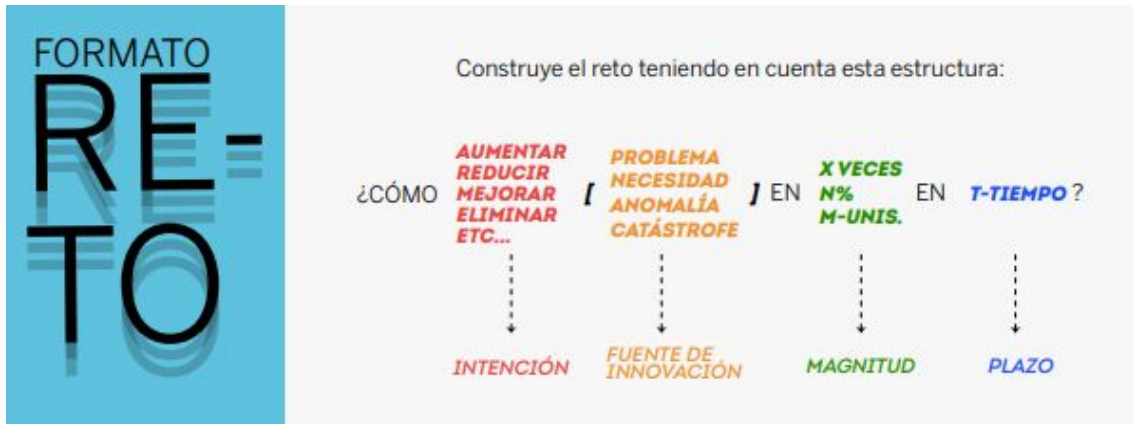 FORMATO
RE-
TO
Construye el reto teniendo en cuenta esta estructura:
¿CÓMO
AUMENTAR
REDUCIR
MEJORAR
ELIMINAR
ETC...
[
PROBLEMA
NECESIDAD
ANOMALÍA
CATÁSTROFE
] EN
X VECES
N%
M-UNIS.
EN
T-TIEMPO ?
INTENCIÓN
FUENTE DE
INNOVACIÓN
MAGNITUD
PLAZO